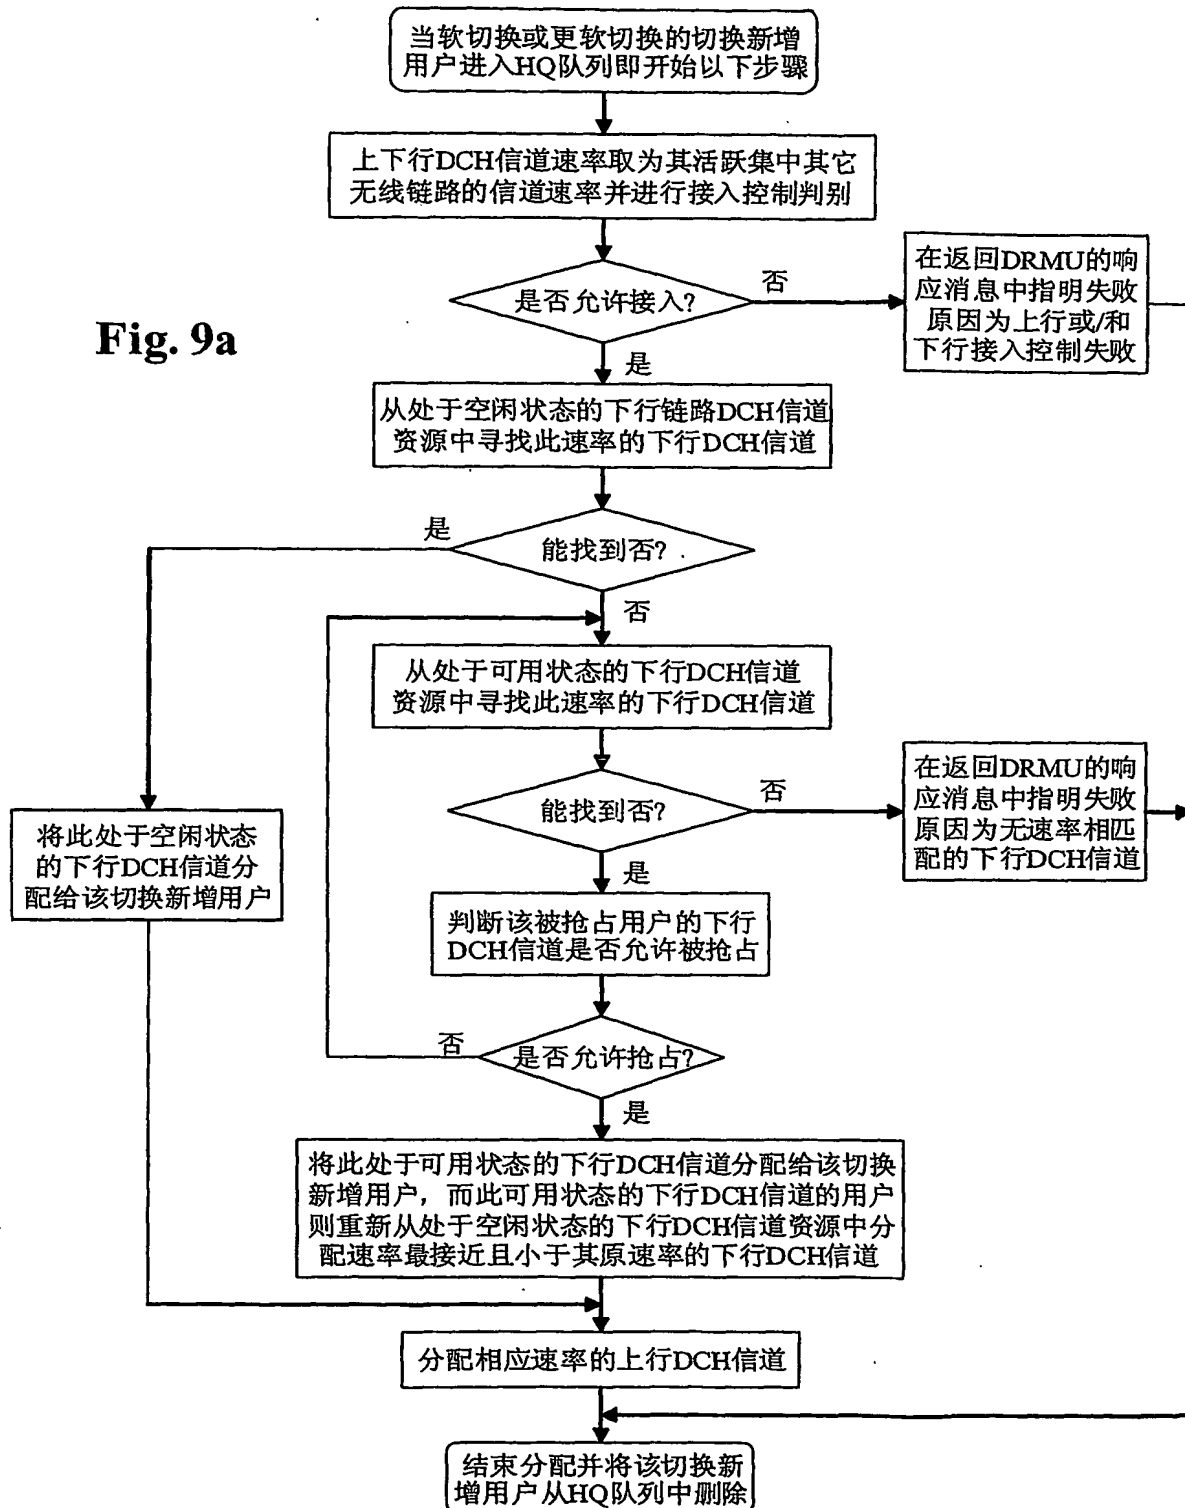 当软切换或更软切换的切换新增
用户进入HQ队列即开始以下步骤
上下行DCH信道速率取为其活跃集中其它
无线链路的信道速率并进行接入控制判别
是否允许接入?
否
在返回DRMU的响
应消息中指明失败
原因为上行或/和
下行接入控制失败
Fig. 9a
是
从处于空闲状态的下行链路DCH信道
资源中寻找此速率的下行DCH信道
是
能找到否?
否
从处于可用状态的下行DCH信道
资源中寻找此速率的下行DCH信道
能找到否?
否
在返回DRMU的响
应消息中指明失败
原因为无速率相匹
配的下行DCH信道
将此处于空闲状态
的下行DCH信道分
配给该切换新增用户
是
判断该被抢占用户的下行
DCH信道是否允许被抢占
否
是否允许抢占?
是
将此处于可用状态的下行DCH信道分配给该切换
新增用户，而此可用状态的下行DCH信道的用户
则重新从处于空闲状态的下行DCH信道资源中分
配速率最接近且小于其原速率的下行DCH信道
分配相应速率的上行DCH信道
结束分配并将该切换新
增用户从HQ队列中删除